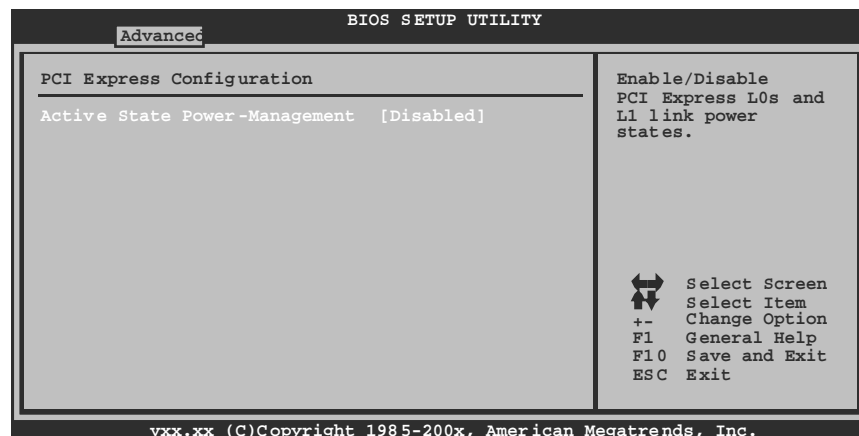 BIOS SETUP UTILITY
Advanced
PCI Express Configuration
Active State Power-Management [Disabled]
Enable/Disable
PCI Express L0s and
L1 link power
states.
Select Screen
Select Item
+- Change Option
F1 General Help
F10 Save and Exit
ESC Exit
vxx.xx (C)Copyright 1985-200x, American Megatrends, Inc.